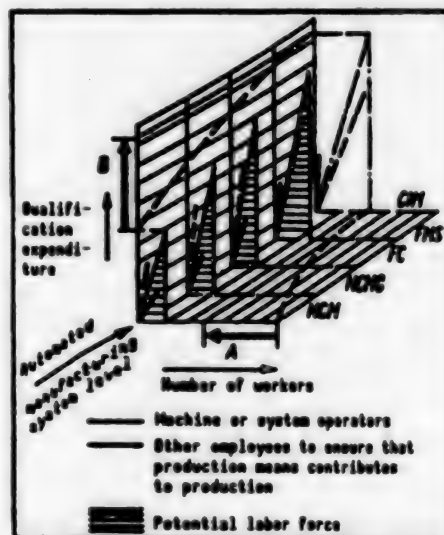 B
Qualifi-
cation
expendi-
ture
CIM
FMS
FC
NCMC
NCM
A
Automated
manufacturing
system level
Number of workers
Machine or system operators
Other employees to ensure that
production means contributes
to production
Potential labor force